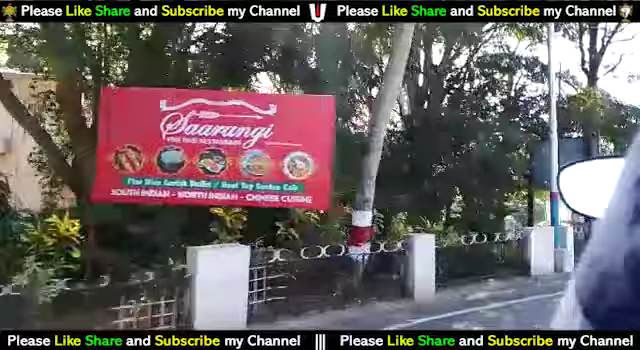 Please Like Share and Subscribe my Channel
Please Like Share and Subscribe my Channel
Saarangi
South Indian - North Indian - Chinese Cuisine
Please Like Share and Subscribe my Channel
|||
Please Like Share and Subscribe my Channel